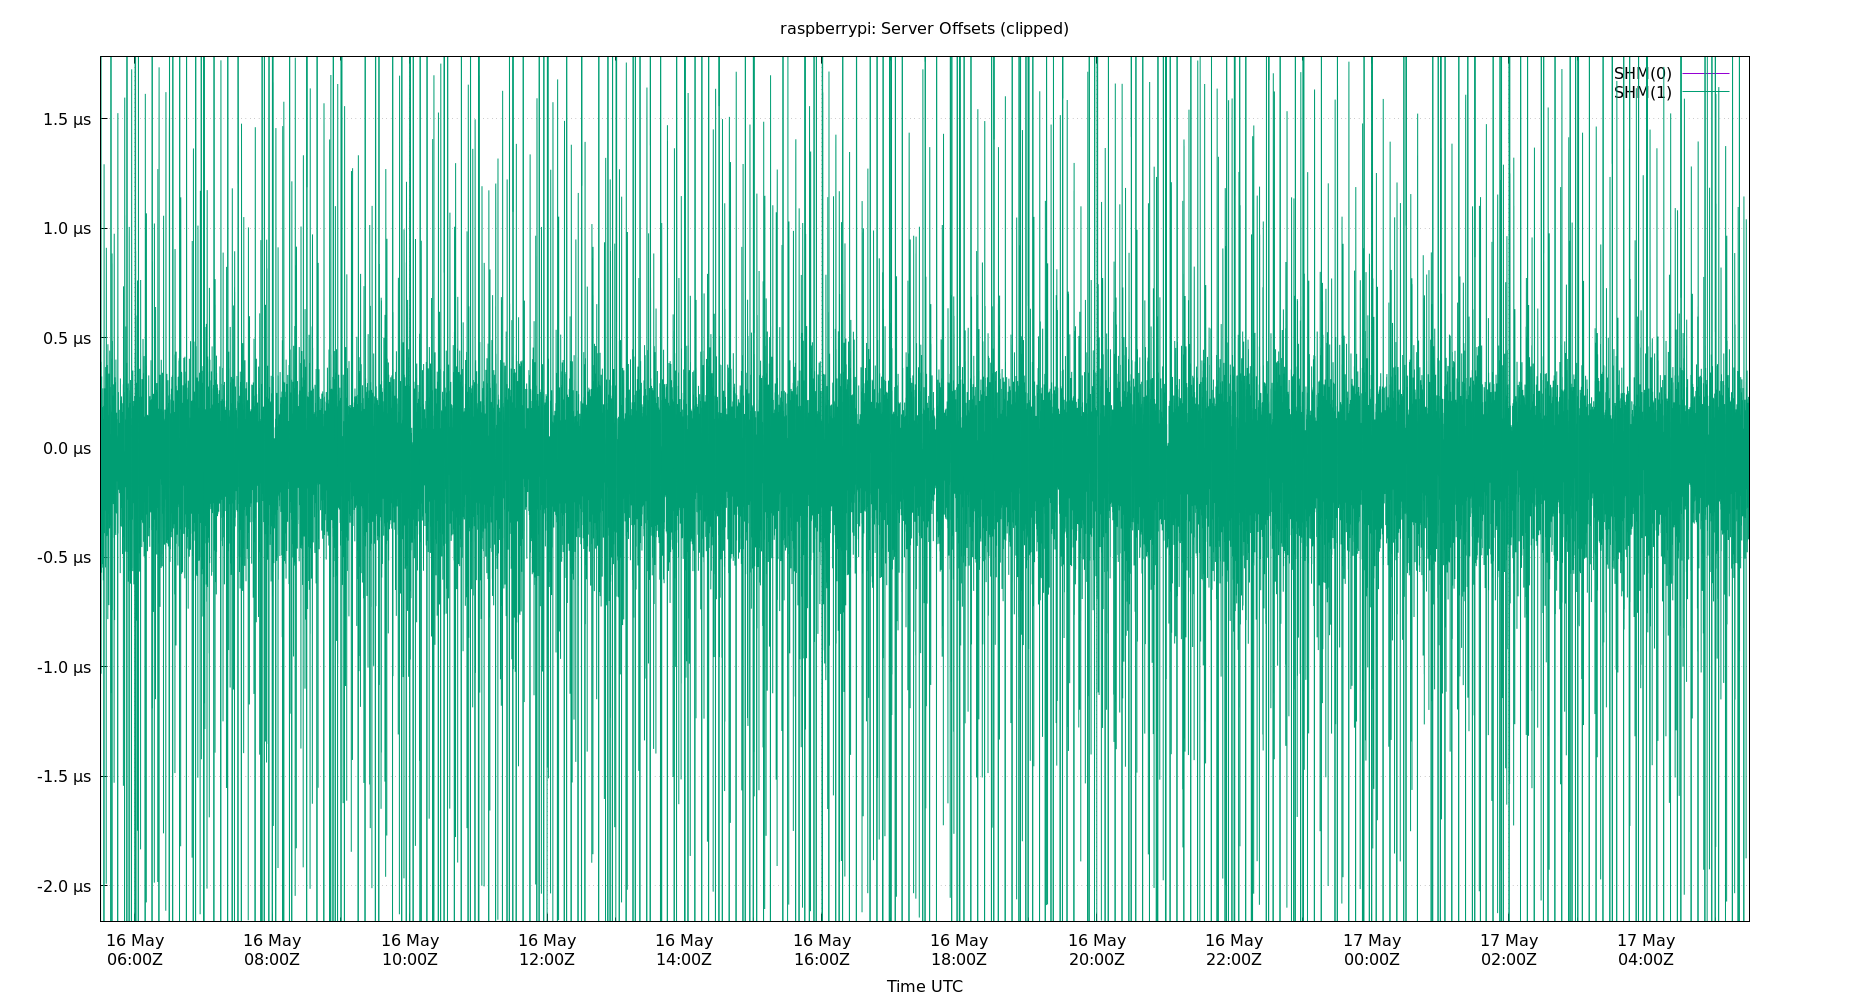 raspberrypi: Server Offsets (clipped)
SHM(0)
SHM(1)
1.5 µs
1.0 µs
0.5 µs
0.0 µs
-0.5 µs
-1.0 µs
-1.5 µs
-2.0 µs
16 May 16 May 16 May 16 May 16 May 16 May 16 May 16 May 16 May 17 May 17 May 17 May
06:00Z 08:00Z 10:00Z 12:00Z 14:00Z 16:00Z 18:00Z 20:00Z 22:00Z 00:00Z 02:00Z 04:00Z
Time UTC